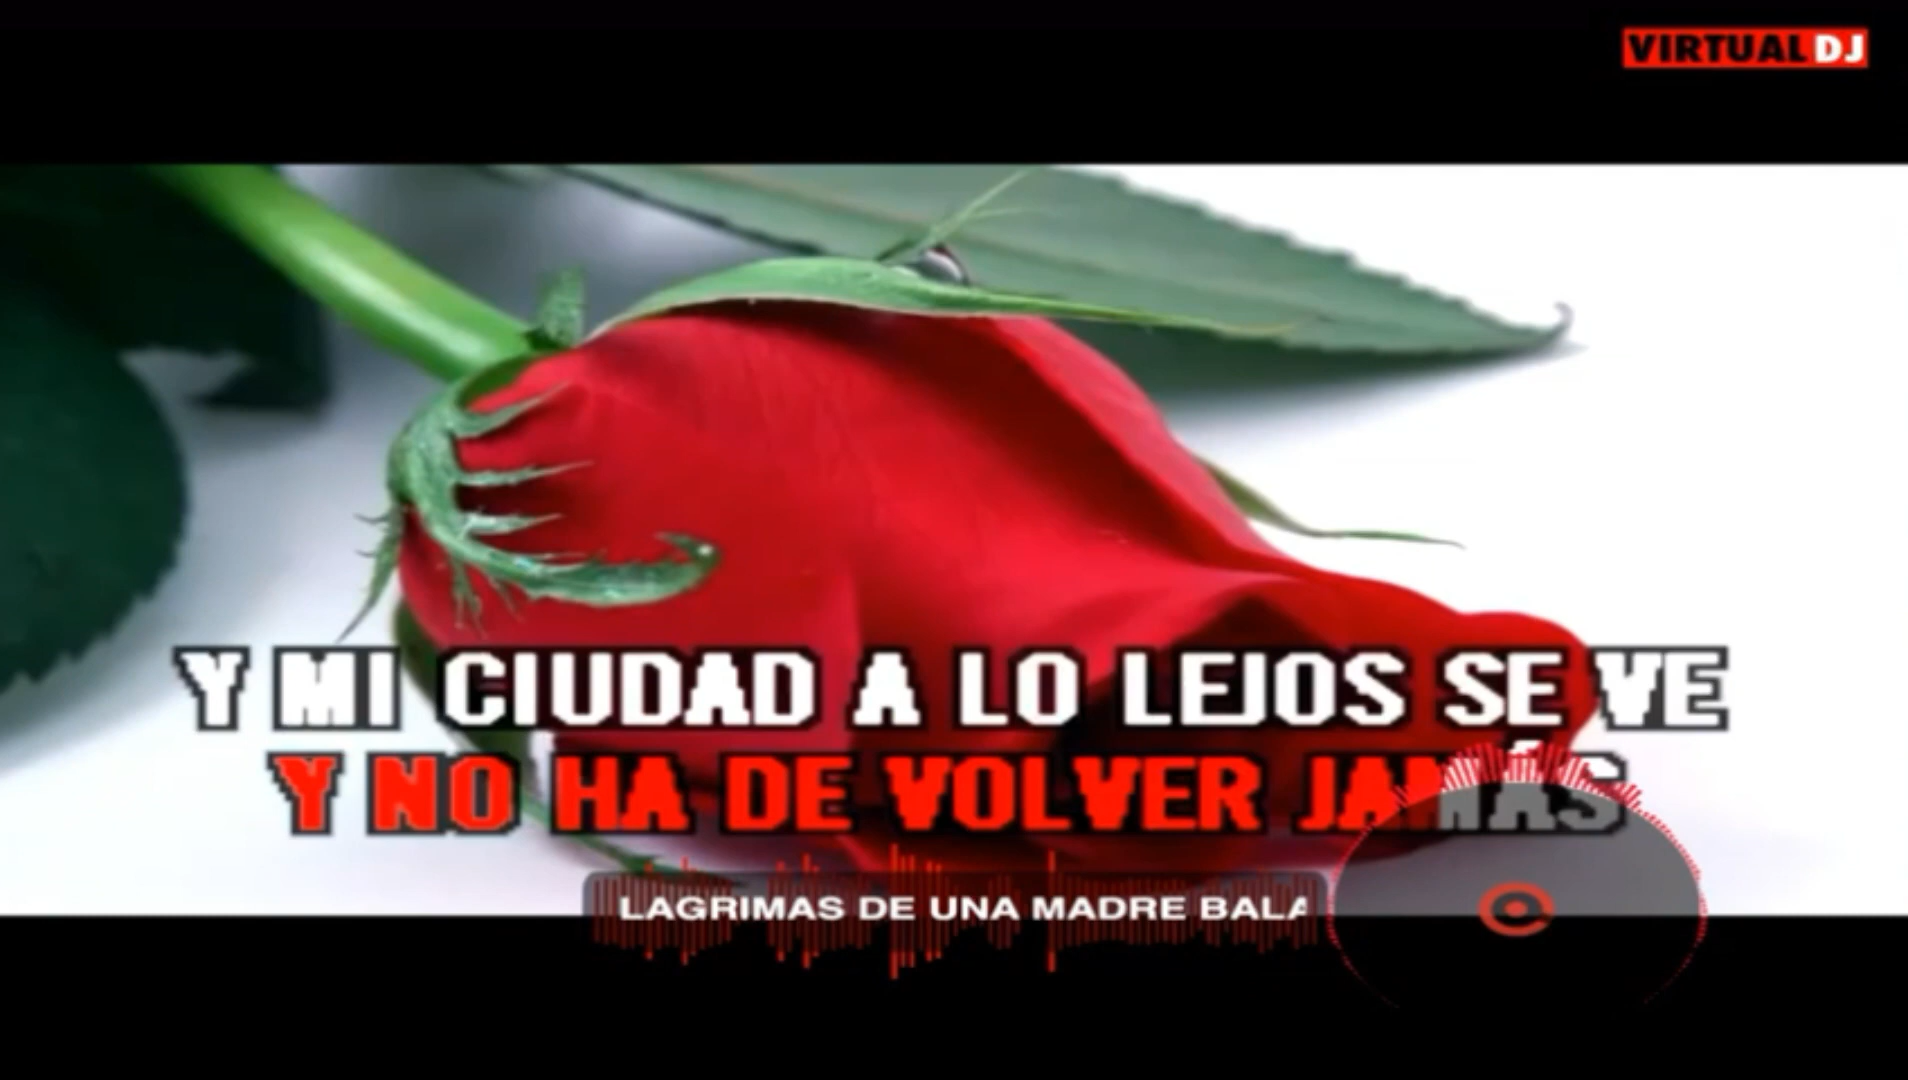 VIRTUAL DJ
Y MI CIUDAD A LO LEJOS SE VE
Y NO HA DE VOLVER JAMÁS
LAGRIMAS DE UNA MADRE BALA